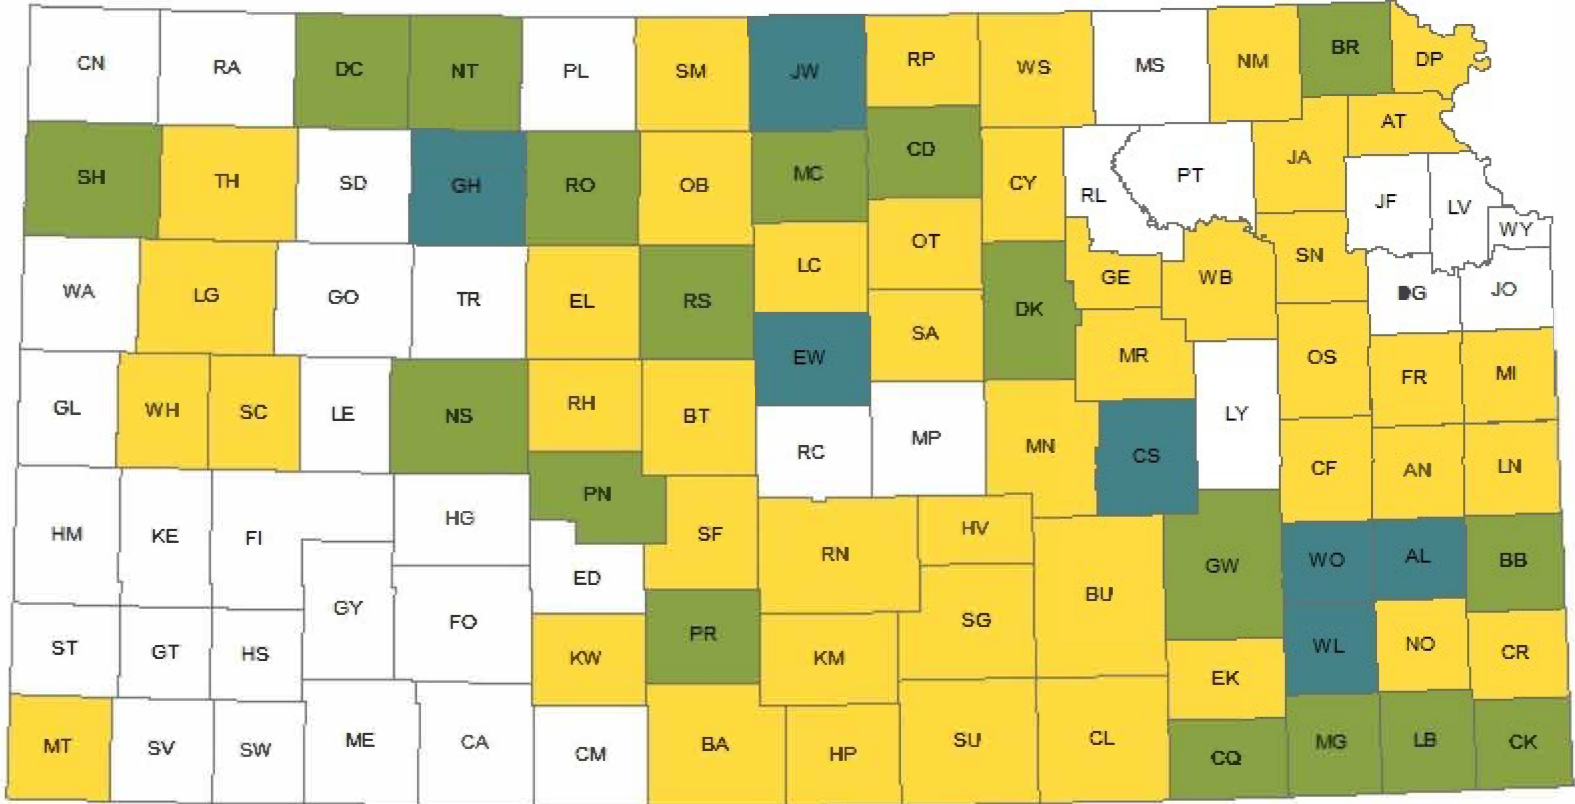 CN RA DC NT PL SM JW RP WS MS NM BR DP
SH TH SD GH RO OB MC CD CY RL PT JA AT JF LV WY
WA LG GO TR EL RS LC OT DK GE WB SN DG JO
GL WH SC LE NS RH BT EW SA MR LY OS FR MI
RC MP MN CS CF AN LN
HM KE FI HG PN SF RN HV GW WO AL BB
ED
ST GT HS GY FO KW PR KM SG BU EK WL NO CR
MT SV SW ME CA CM BA HP SU CL CQ MG LB CK